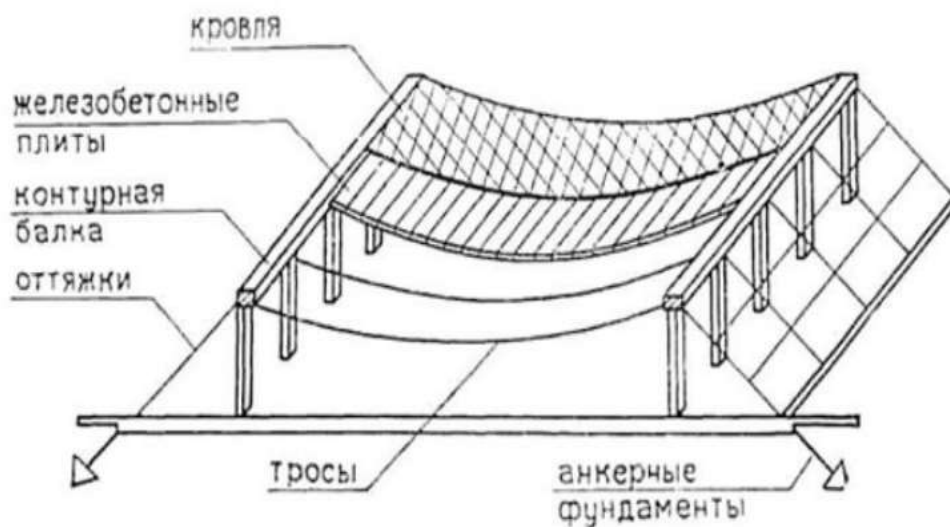 кровля
железобетонные
плиты
контурная
балка
оттяжки
тросы
анкерные
фундаменты